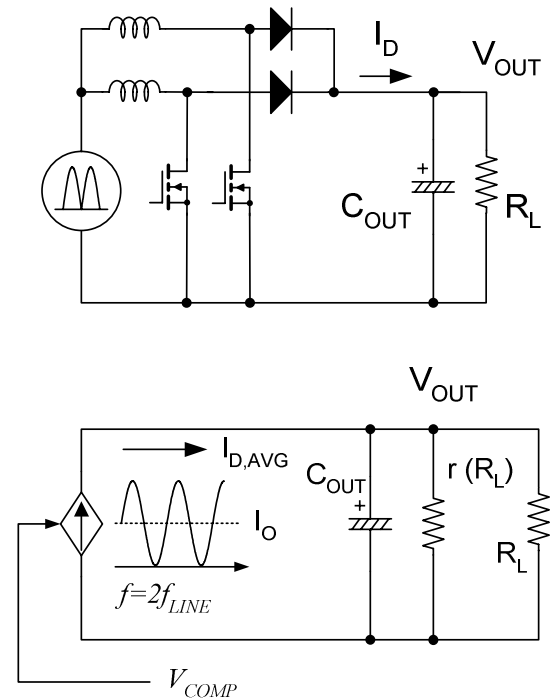 I_D
V_OUT
+
C_OUT
R_L
V_OUT
I_D,AVG
C_OUT
+
r (R_L)
I_O
R_L
f=2f_LINE
V_COMP